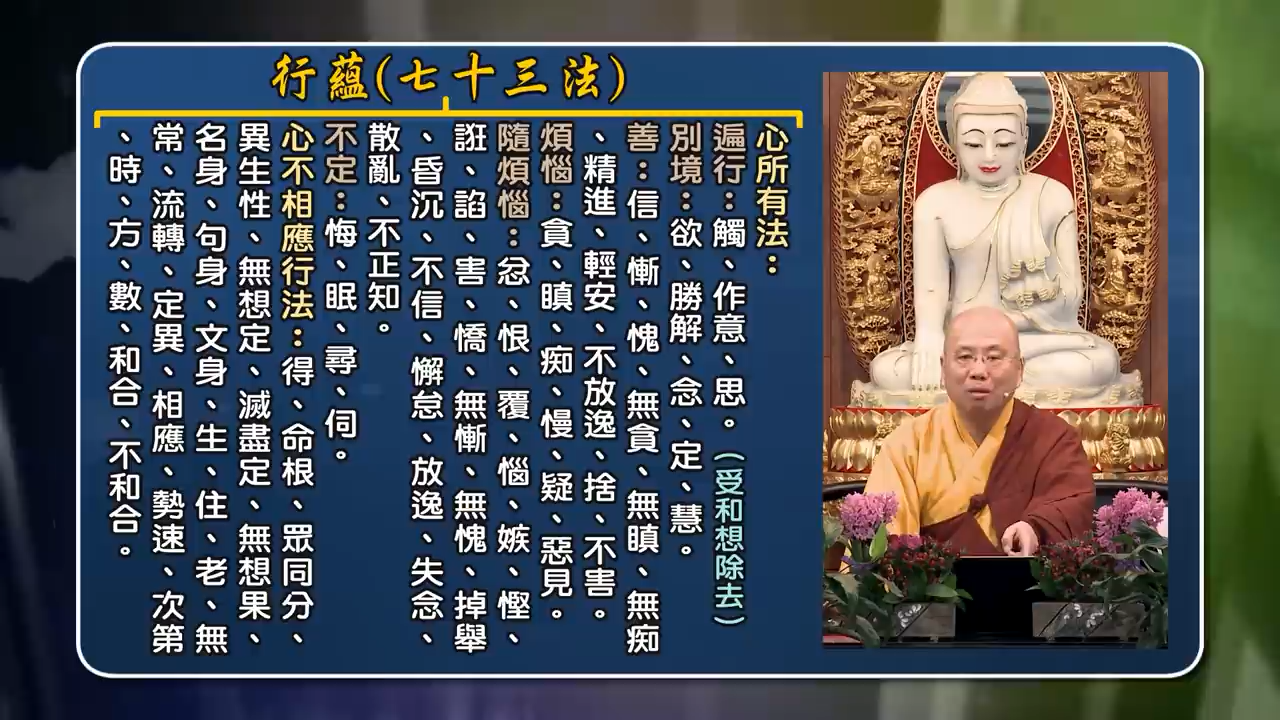 行蘊(七十三法)
心所有法：
遍行：觸、作意、思。(受和想除去)
別境：欲、勝解、念、定、慧。
善：信、慚、愧、無貪、無瞋、無痴
、精進、輕安、不放逸、捨、不害。
煩惱：貪、瞋、痴、慢、疑、惡見。
隨煩惱：忿、恨、覆、惱、嫉、慳、
誑、諂、害、憍、無慚、無愧、掉舉
、昏沉、不信、懈怠、放逸、失念、
散亂、不正知。
不定：悔、眠、尋、伺。
心不相應行法：得、命根、眾同分、
異生性、無想定、滅盡定、無想果、
名身、句身、文身、生、住、老、無
常、流轉、定異、相應、勢速、次第
、時、方、數、和合、不和合。